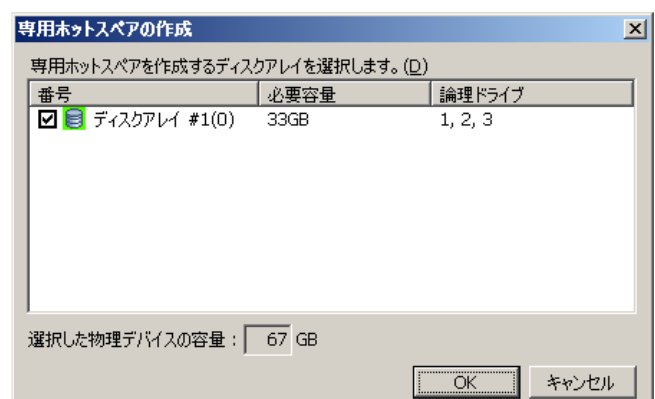 専用ホットスペアの作成
専用ホットスペアを作成するディスクアレイを選択します。(D)
番号 必要容量 論理ドライブ
ディスクアレイ #1(0) 33GB 1, 2, 3
選択した物理デバイスの容量： 67 GB
OK キャンセル